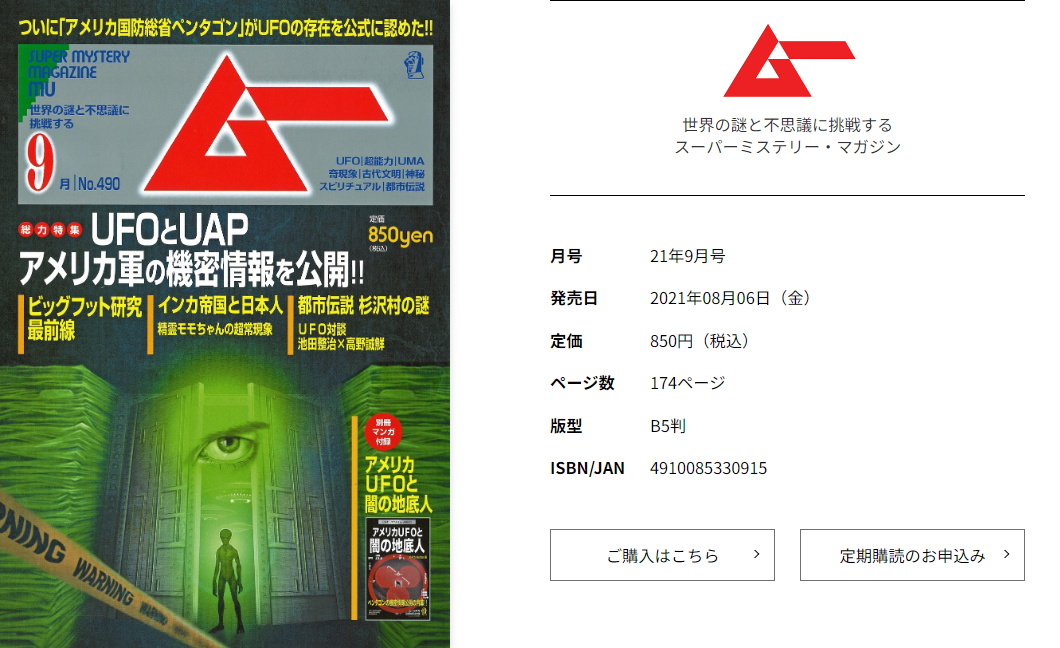 ついに「アメリカ国防総省ペンタゴン」がUFOの存在を公式に認めた!!
SUPER MYSTERY
MAGAZINE
MU
世界の謎と不思議に
挑戦する
9月 | No.490
ムー
UFO|超能力|UMA
奇現象|古代文明|神秘
スピリチュアル|都市伝説
総力特集 UFOとUAP
アメリカ軍の機密情報を公開!!
定価
850yen
(税込)
ビッグフット研究
最前線
インカ帝国と日本人
精霊モモちゃんの超常現象
都市伝説 杉沢村の謎
UFO対談
池田整治×高野誠鮮
別冊
マンガ
付録
アメリカ
UFOと
闇の地底人
アメリカUFOと
闇の地底人
RNING
WARNING
WARNING
ムー
世界の謎と不思議に挑戦する
スーパーミステリー・マガジン
月号 21年9月号
発売日 2021年08月06日（金）
定価 850円（税込）
ページ数 174ページ
版型 B5判
ISBN/JAN 4910085330915
ご購入はこちら
定期購読のお申込み